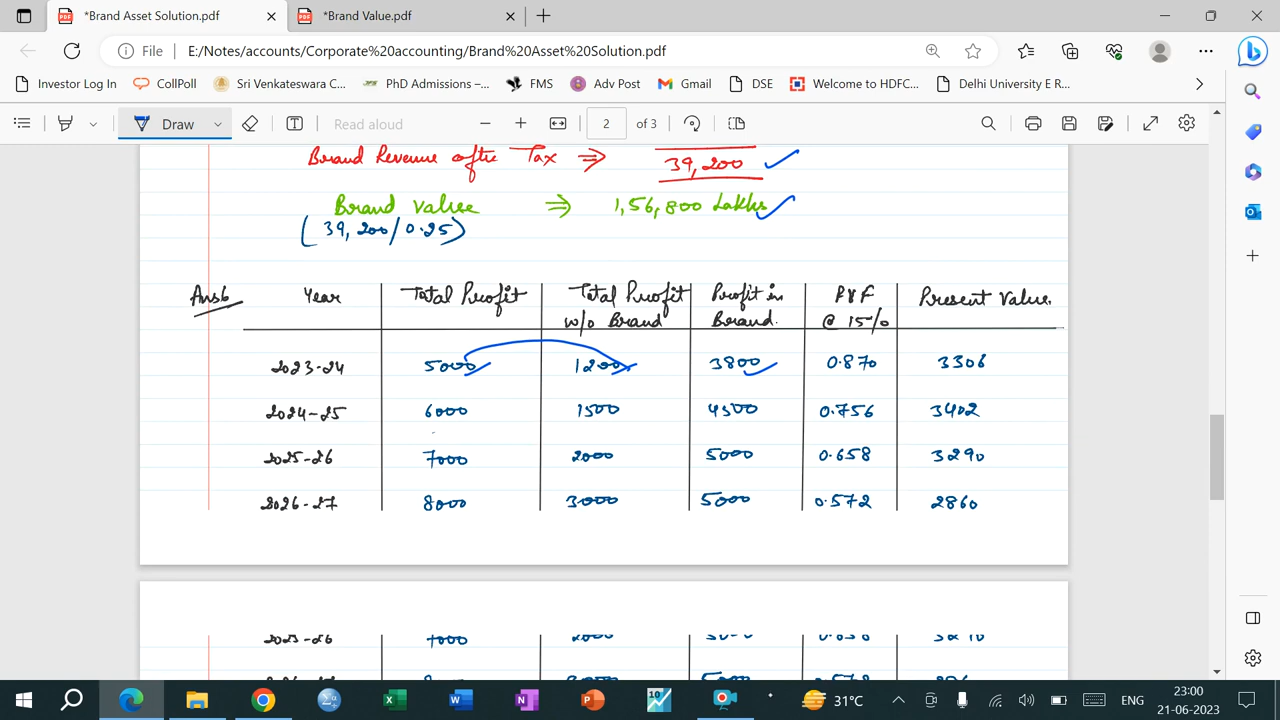 *Brand Asset Solution.pdf
*Brand Value.pdf
File
E:/Notes/accounts/Corporate%20accounting/Brand%20Asset%20Solution.pdf
Investor Log In
CollPoll
Sri Venkateswara C...
PhD Admissions –...
FMS
Adv Post
Gmail
DSE
Welcome to HDFC...
Delhi University E R...
Draw
Read aloud
2 of 3
Brand Revenue after Tax ⇒ 39,200
Brand Value ⇒ 1,56,800 Lakhs
(39,200/0.25)
Ans6 Year Total Profit Total Profit w/o Brand Profit in Brand. PVF @ 15% Present Value.
2023-24 5000 1200 3800 0.870 3306
2024-25 6000 1500 4500 0.756 3402
2025-26 7000 2000 5000 0.658 3290
2026-27 8000 3000 5000 0.572 2860
7000
31°C
ENG
23:00
21-06-2023